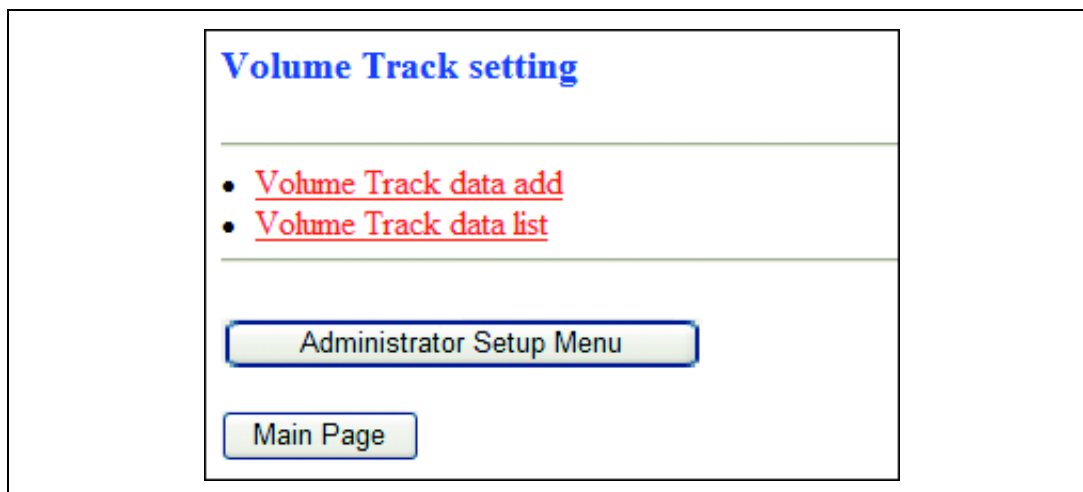 Volume Track setting
Volume Track data add
Volume Track data list
Administrator Setup Menu
Main Page